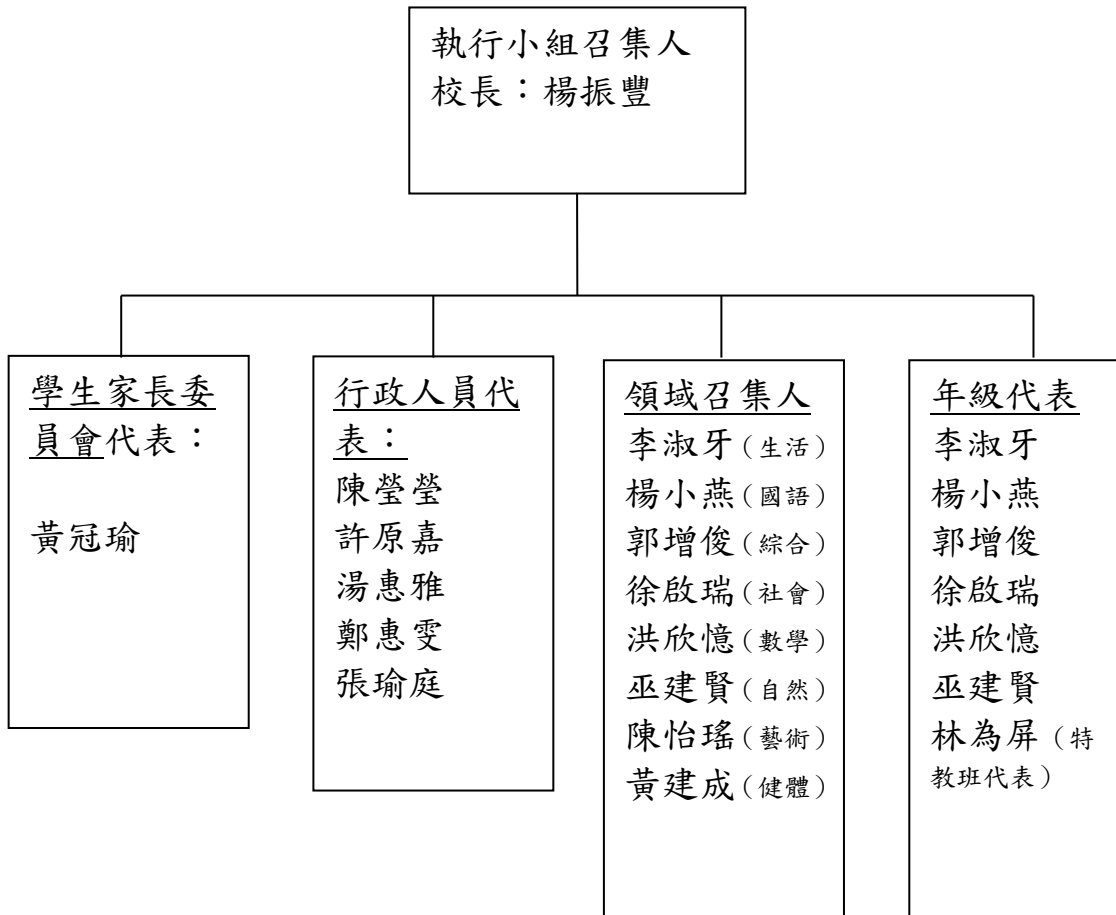 執行小組召集人
校長：楊振豐
學生家長委
員會代表：
黃冠瑜
行政人員代
表：
陳瑩瑩
許原嘉
湯惠雅
鄭惠雯
張瑜庭
領域召集人
李淑牙（生活）
楊小燕（國語）
郭增俊（綜合）
徐啟瑞（社會）
洪欣憶（數學）
巫建賢（自然）
陳怡瑤（藝術）
黃建成（健體）
年級代表
李淑牙
楊小燕
郭增俊
徐啟瑞
洪欣憶
巫建賢
林為屏（特
教班代表）